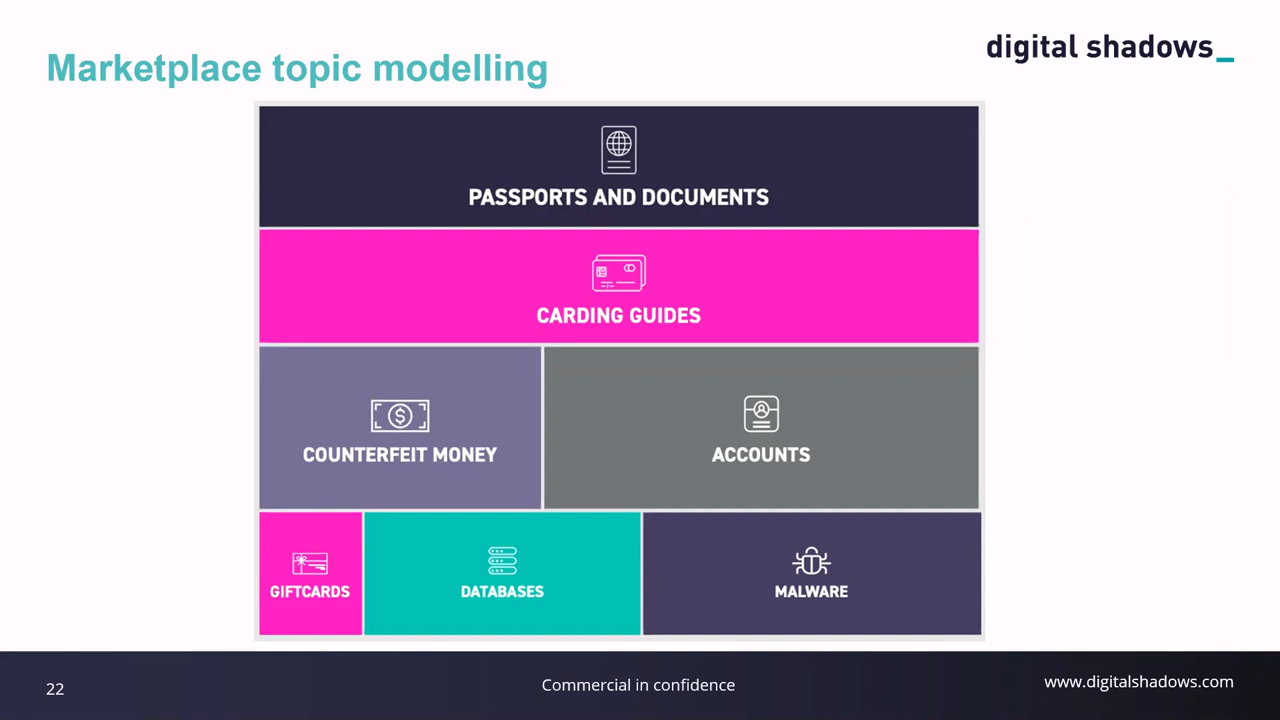 digital shadows_
Marketplace topic modelling
PASSPORTS AND DOCUMENTS
CARDING GUIDES
COUNTERFEIT MONEY
ACCOUNTS
GIFTCARDS
DATABASES
MALWARE
22
Commercial in confidence
www.digitalshadows.com